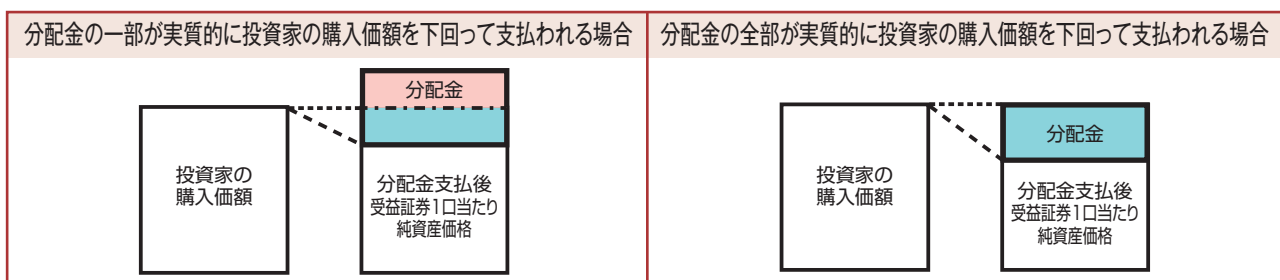 分配金の一部が実質的に投資家の購入価額を下回って支払われる場合
分配金
投資家の
購入価額
分配金支払後
受益証券1口当たり
純資産価格
分配金の全部が実質的に投資家の購入価額を下回って支払われる場合
分配金
投資家の
購入価額
分配金支払後
受益証券1口当たり
純資産価格